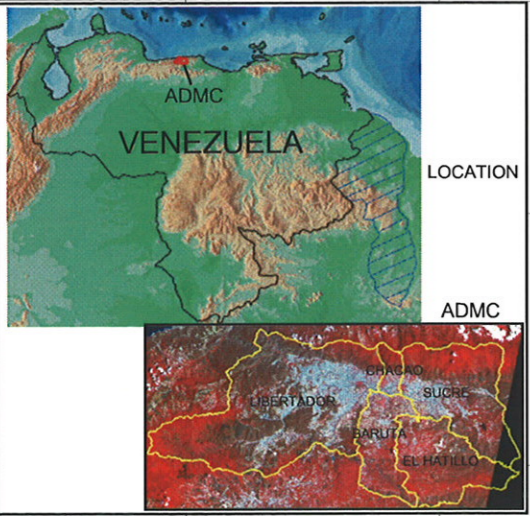 ADMC
VENEZUELA
LOCATION
ADMC
CHACAO
SUCRE
LIBERTADOR
BARUTA
EL HATILLO